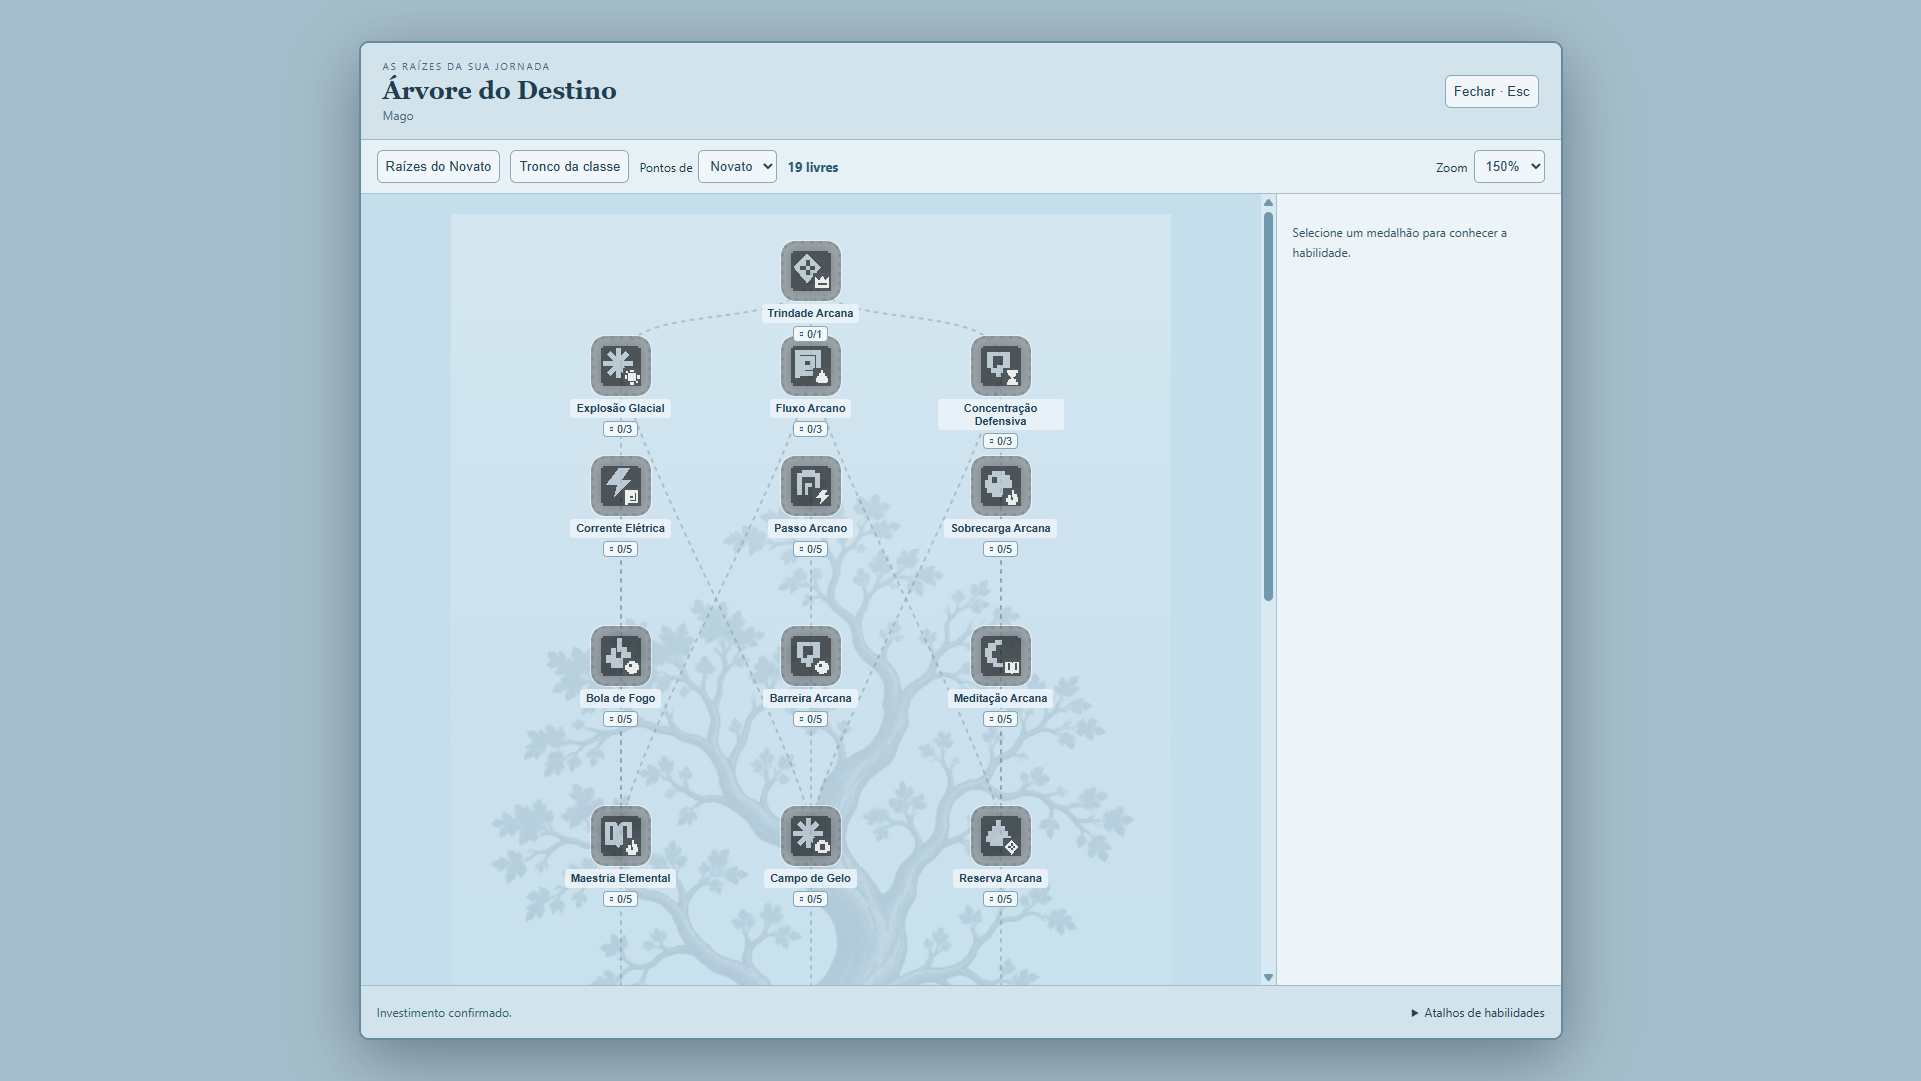 AS RAÍZES DA SUA JORNADA
Árvore do Destino
Mago
Fechar · Esc
Raízes do Novato
Tronco da classe
Pontos de
Novato
19 livres
Zoom
150%
Selecione um medalhão para conhecer a
habilidade.
Trindade Arcana
0/1
Explosão Glacial
0/3
Fluxo Arcano
0/3
Concentração
Defensiva
0/3
Corrente Elétrica
0/5
Passo Arcano
0/5
Sobrecarga Arcana
0/5
Bola de Fogo
0/5
Barreira Arcana
0/5
Meditação Arcana
0/5
Maestria Elemental
0/5
Campo de Gelo
0/5
Reserva Arcana
0/5
Investimento confirmado.
Atalhos de habilidades